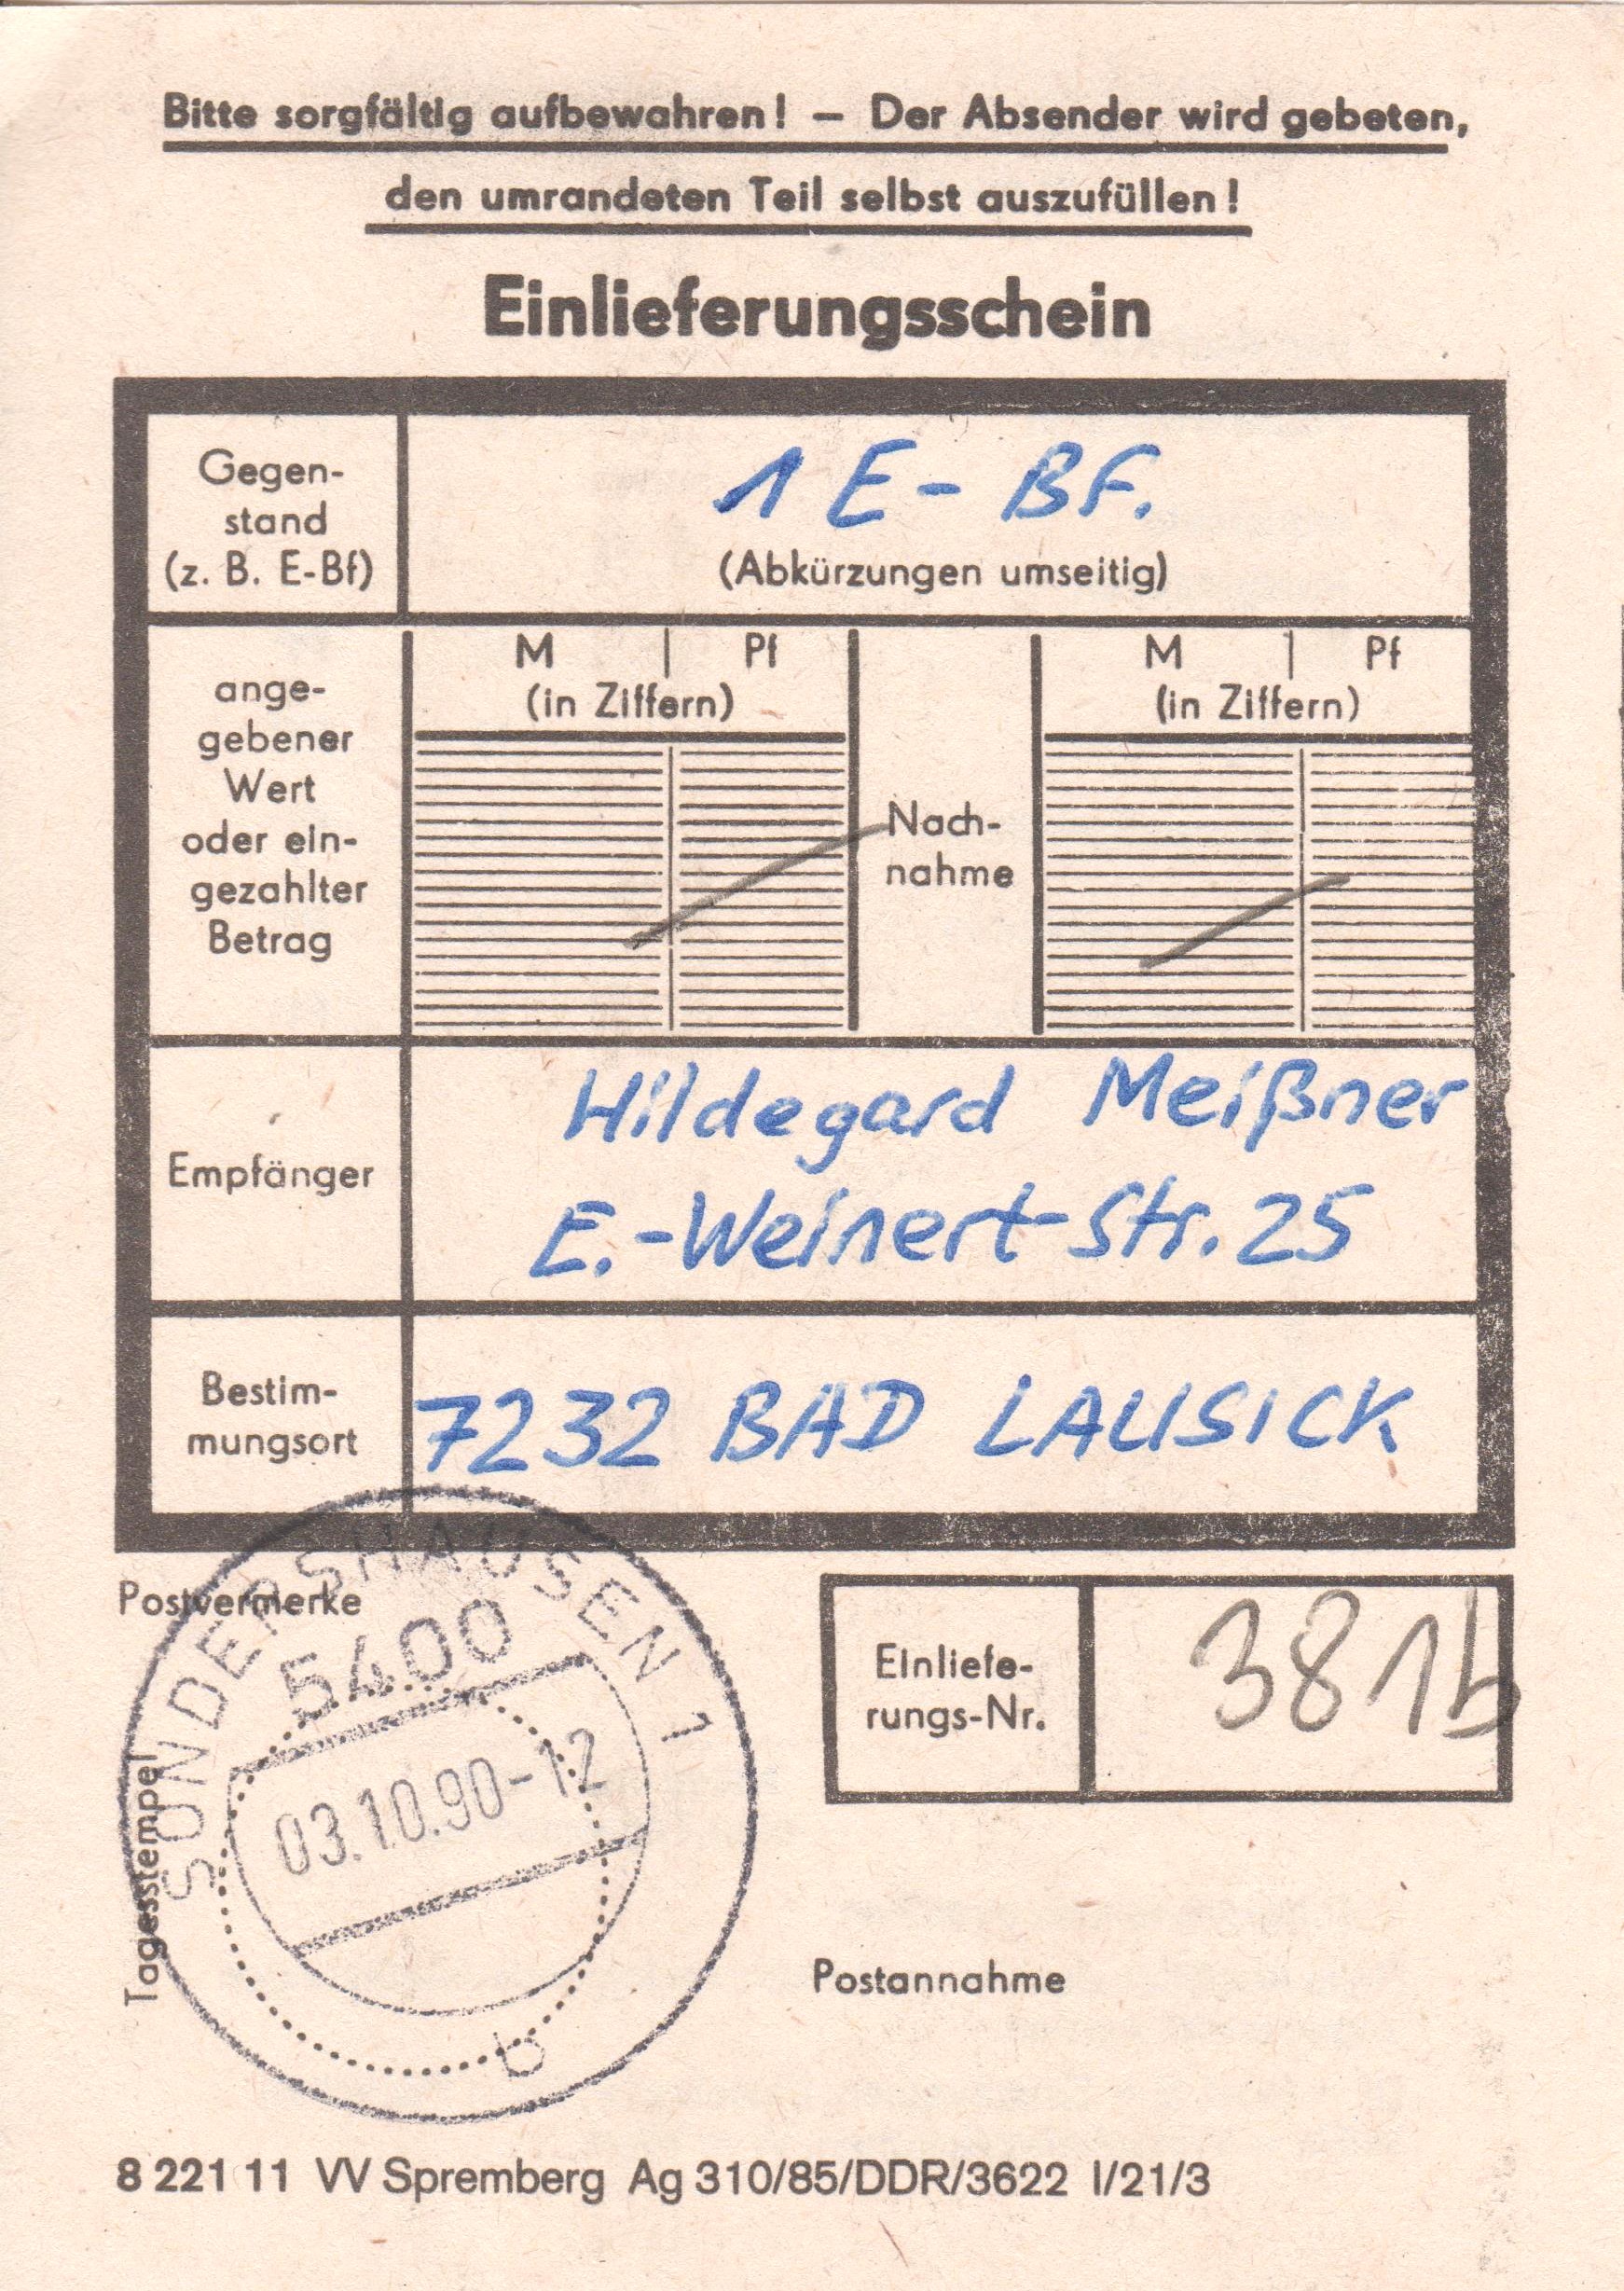 Bitte sorgfältig aufbewahren! — Der Absender wird gebeten,
den umrandeten Teil selbst auszufüllen!
Einlieferungsschein
Gegen-
stand
(z. B. E-Bf)
1 E - BF.
(Abkürzungen umseitig)
ange-
gebener
Wert
oder ein-
gezahlter
Betrag
M | Pf
(in Ziffern)
Nach-
nahme
M | Pf
(in Ziffern)
Empfänger
Hildegard Meißner
E.-Weinert-Str. 25
Bestim-
mungsort
7232 BAD LAUSICK
Postvermerke
SONDERSHAUSEN 1
5400
03.10.90-12
b
Tagesstempel
Einliefe-
rungs-Nr.
381b
Postannahme
8 221 11 VV Spremberg Ag 310/85/DDR/3622 I/21/3